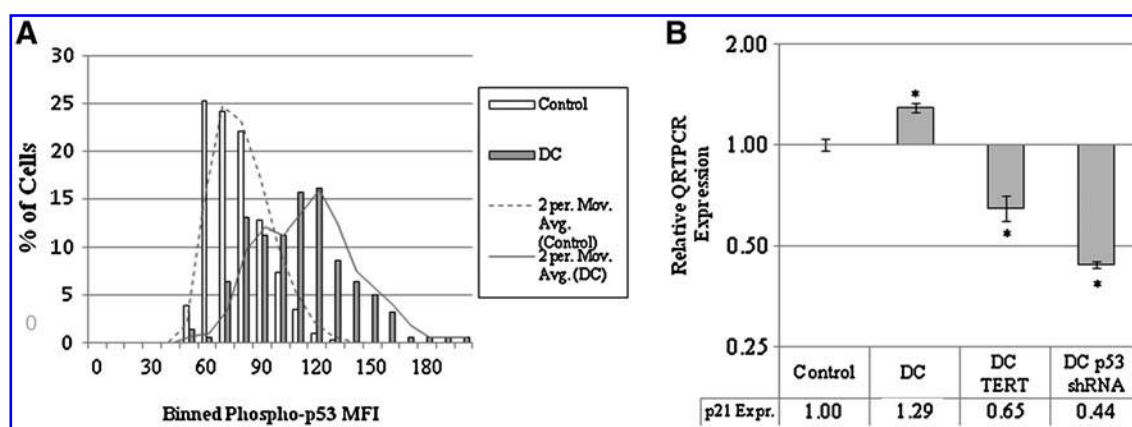 A
30
25
20
15
10
5
0
0
% of Cells
0 30 60 90 120 150 180
Binned Phospho-p53 MFI
Control
DC
2 per. Mov.
Avg.
(Control)
2 per. Mov.
Avg. (DC)
B
2.00
1.00
0.50
0.25
Relative QRTPCR
Expression
*
*
*
Control DC DC TERT DC p53 shRNA
p21 Expr. 1.00 1.29 0.65 0.44